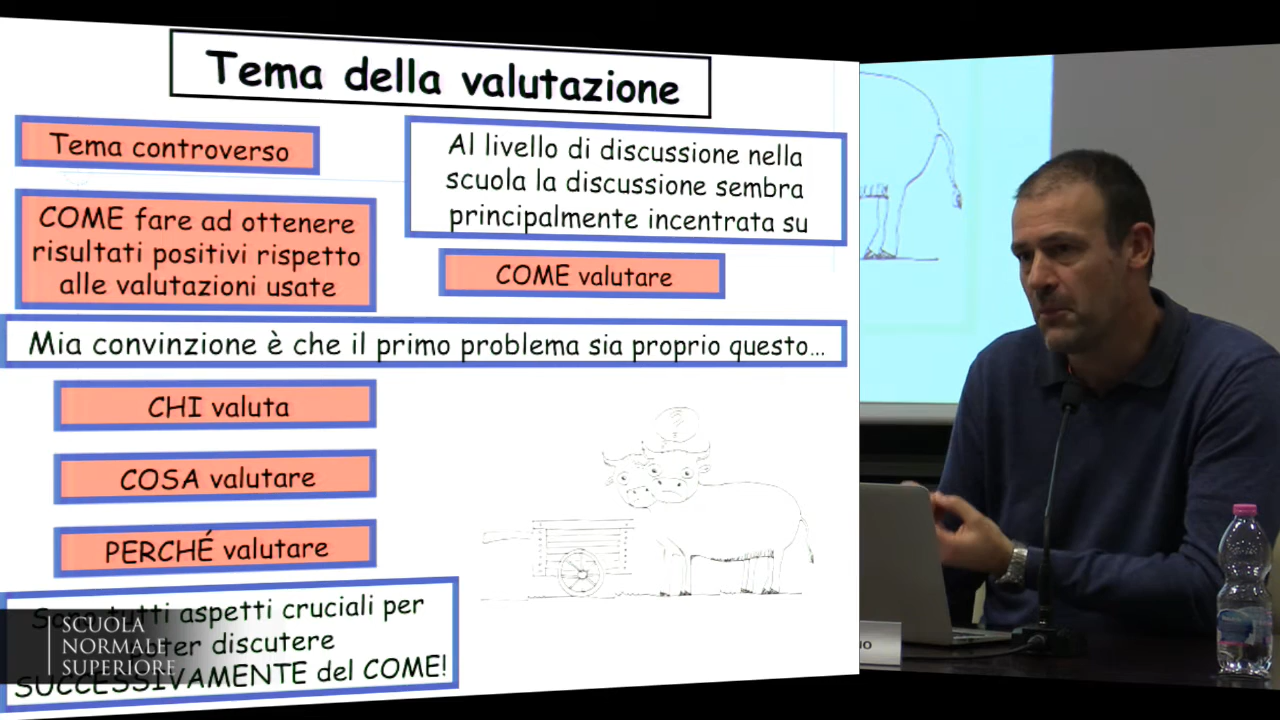 Tema della valutazione
Tema controverso
COME fare ad ottenere
risultati positivi rispetto
alle valutazioni usate
Al livello di discussione nella
scuola la discussione sembra
principalmente incentrata su
COME valutare
Mia convinzione è che il primo problema sia proprio questo...
CHI valuta
COSA valutare
PERCHÉ valutare
Sono tutti aspetti cruciali per
poter discutere
SUCCESSIVAMENTE del COME!
SCUOLA
NORMALE
SUPERIORE